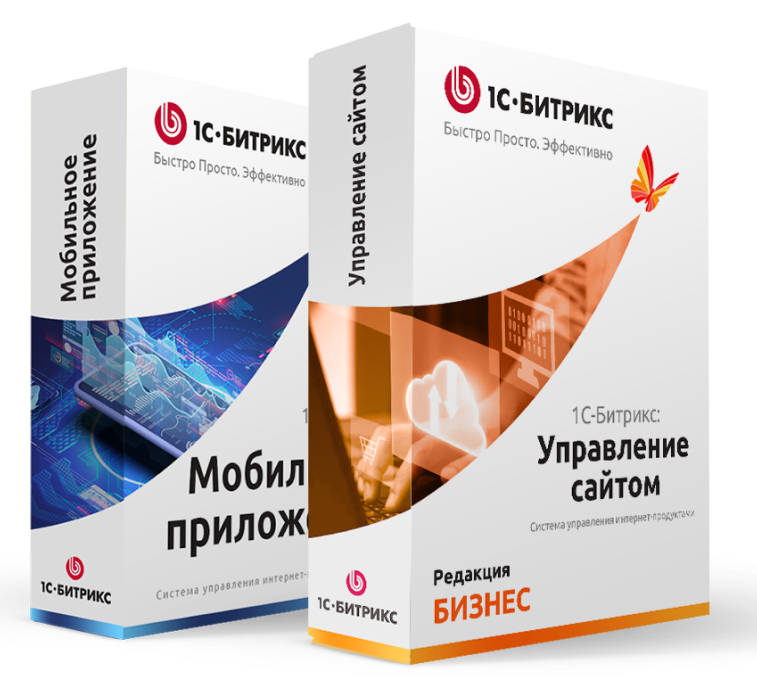 Мобильное
приложение
1С·БИТРИКС
Быстро Просто. Эффективно
Мобил
прилож
Система управления интернет-
1С·БИТРИКС
Управление сайтом
1С·БИТРИКС
Быстро Просто. Эффективно
1С-Битрикс:
Управление
сайтом
Система управления интернет-продуктами
Редакция
БИЗНЕС
1С·БИТРИКС